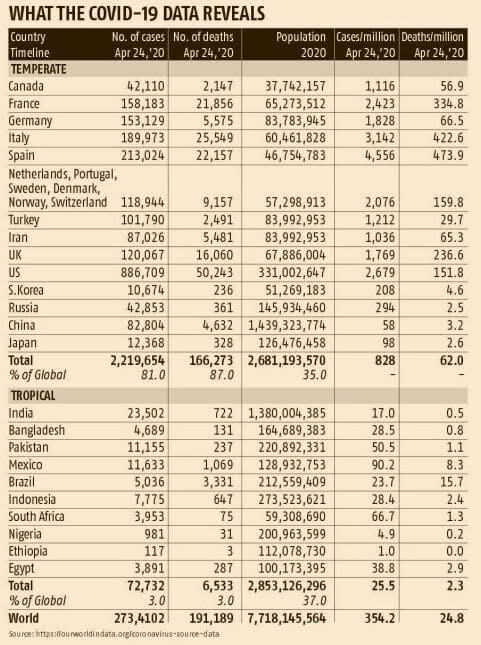 WHAT THE COVID-19 DATA REVEALS
Country No. of cases No. of deaths Population Cases/million Deaths/million
Timeline Apr 24,'20 Apr 24,'20 2020 Apr 24,'20 Apr 24,'20
TEMPERATE
Canada 42,110 2,147 37,742,157 1,116 56.9
France 158,183 21,856 65,273,512 2,423 334.8
Germany 153,129 5,575 83,783,945 1,828 66.5
Italy 189,973 25,549 60,461,828 3,142 422.6
Spain 213,024 22,157 46,754,783 4,556 473.9
Netherlands, Portugal,
Sweden, Denmark,
Norway, Switzerland 118,944 9,157 57,298,913 2,076 159.8
Turkey 101,790 2,491 83,992,953 1,212 29.7
Iran 87,026 5,481 83,992,953 1,036 65.3
UK 120,067 16,060 67,886,004 1,769 236.6
US 886,709 50,243 331,002,647 2,679 151.8
S.Korea 10,674 236 51,269,183 208 4.6
Russia 42,853 361 145,934,460 294 2.5
China 82,804 4,632 1,439,323,774 58 3.2
Japan 12,368 328 126,476,458 98 2.6
Total 2,219,654 166,273 2,681,193,570 828 62.0
% of Global 81.0 87.0 35.0 – –
TROPICAL
India 23,502 722 1,380,004,385 17.0 0.5
Bangladesh 4,689 131 164,689,383 28.5 0.8
Pakistan 11,155 237 220,892,331 50.5 1.1
Mexico 11,633 1,069 128,932,753 90.2 8.3
Brazil 5,036 3,331 212,559,409 23.7 15.7
Indonesia 7,775 647 273,523,621 28.4 2.4
South Africa 3,953 75 59,308,690 66.7 1.3
Nigeria 981 31 200,963,599 4.9 0.2
Ethiopia 117 3 112,078,730 1.0 0.0
Egypt 3,891 287 100,173,395 38.8 2.9
Total 72,732 6,533 2,853,126,296 25.5 2.3
% of Global 3.0 3.0 37.0
World 273,4102 191,189 7,718,145,564 354.2 24.8
Source: https://ourworldindata.org/coronavirus-source-data